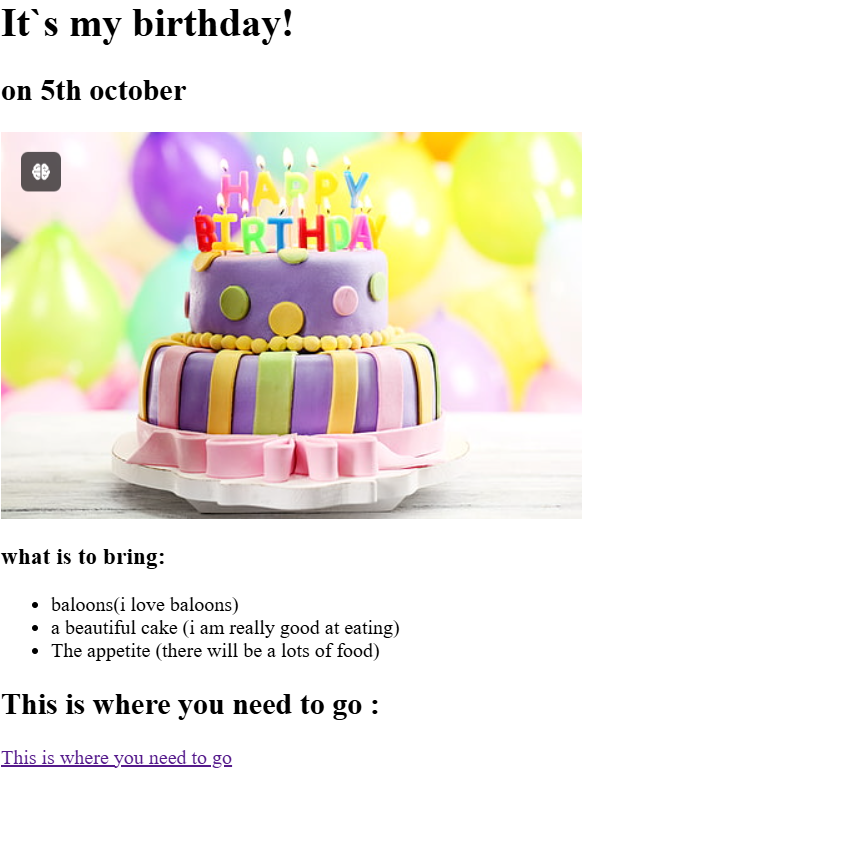 It`s my birthday!
on 5th october
HAPPY
BIRTHDAY
what is to bring:
baloons(i love baloons)
a beautiful cake (i am really good at eating)
The appetite (there will be a lots of food)
This is where you need to go :
This is where you need to go